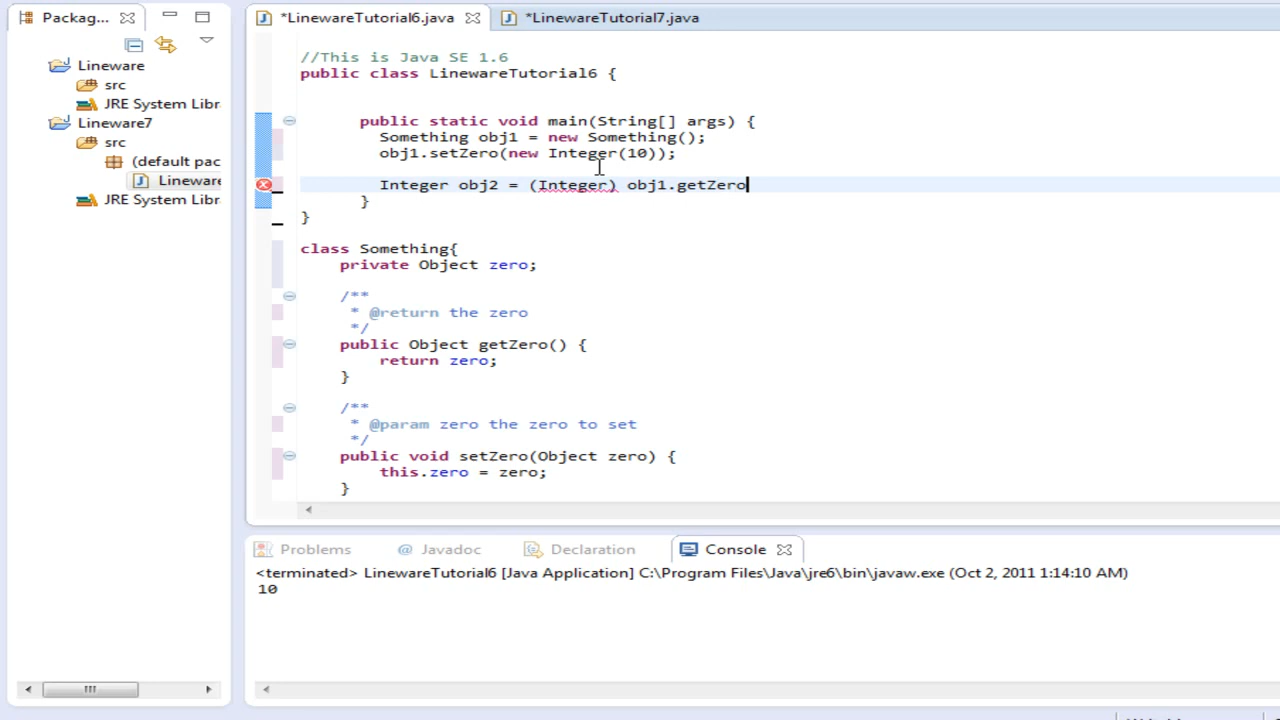 Packag...
Lineware
src
JRE System Libr
Lineware7
src
(default pac
Lineware
JRE System Libr
*LinewareTutorial6.java
*LinewareTutorial7.java
//This is Java SE 1.6
public class LinewareTutorial6 {
public static void main(String[] args) {
Something obj1 = new Something();
obj1.setZero(new Integer(10));
Integer obj2 = (Integer) obj1.getZero
}
}
class Something{
private Object zero;
/**
* @return the zero
*/
public Object getZero() {
return zero;
}
/**
* @param zero the zero to set
*/
public void setZero(Object zero) {
this.zero = zero;
}
Problems
@ Javadoc
Declaration
Console
<terminated> LinewareTutorial6 [Java Application] C:\Program Files\Java\jre6\bin\javaw.exe (Oct 2, 2011 1:14:10 AM)
10